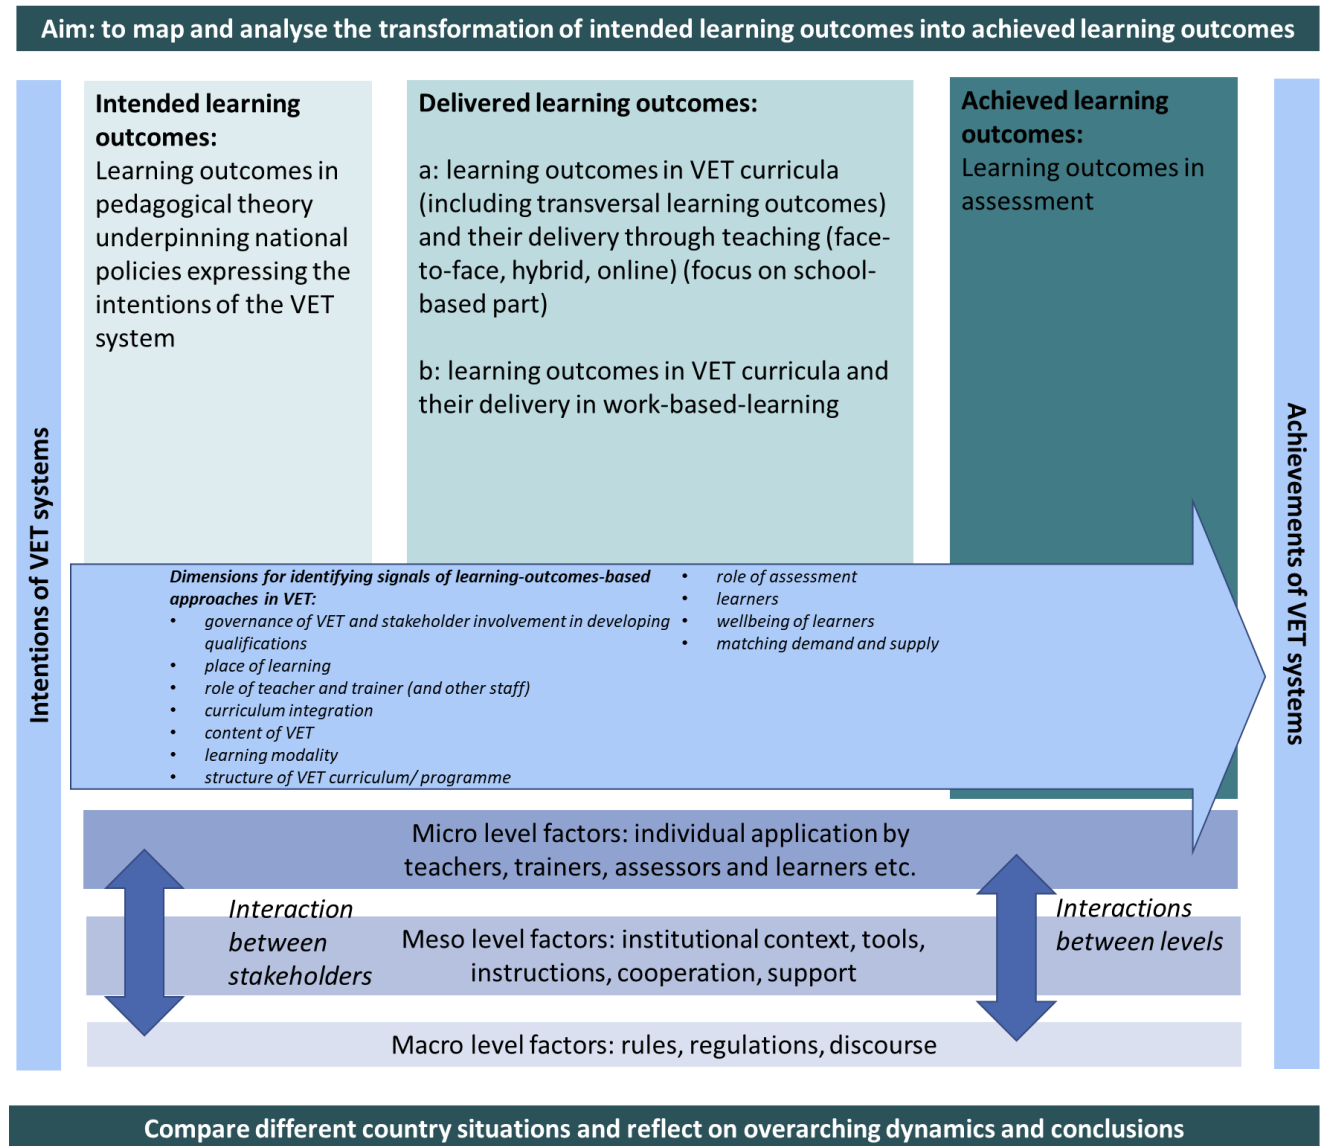 Aim: to map and analyse the transformation of intended learning outcomes into achieved learning outcomes
Intentions of VET systems
Intended learning
outcomes:
Learning outcomes in
pedagogical theory
underpinning national
policies expressing the
intentions of the VET
system
Delivered learning outcomes:
a: learning outcomes in VET curricula
(including transversal learning outcomes)
and their delivery through teaching (face-
to-face, hybrid, online) (focus on school-
based part)
b: learning outcomes in VET curricula and
their delivery in work-based-learning
Achieved learning
outcomes:
Learning outcomes in
assessment
Achievements of VET systems
Dimensions for identifying signals of learning-outcomes-based
approaches in VET:
• governance of VET and stakeholder involvement in developing
qualifications
• place of learning
• role of teacher and trainer (and other staff)
• curriculum integration
• content of VET
• learning modality
• structure of VET curriculum/ programme
• role of assessment
• learners
• wellbeing of learners
• matching demand and supply
Micro level factors: individual application by
teachers, trainers, assessors and learners etc.
Interaction
between
stakeholders
Meso level factors: institutional context, tools,
instructions, cooperation, support
Interactions
between levels
Macro level factors: rules, regulations, discourse
Compare different country situations and reflect on overarching dynamics and conclusions